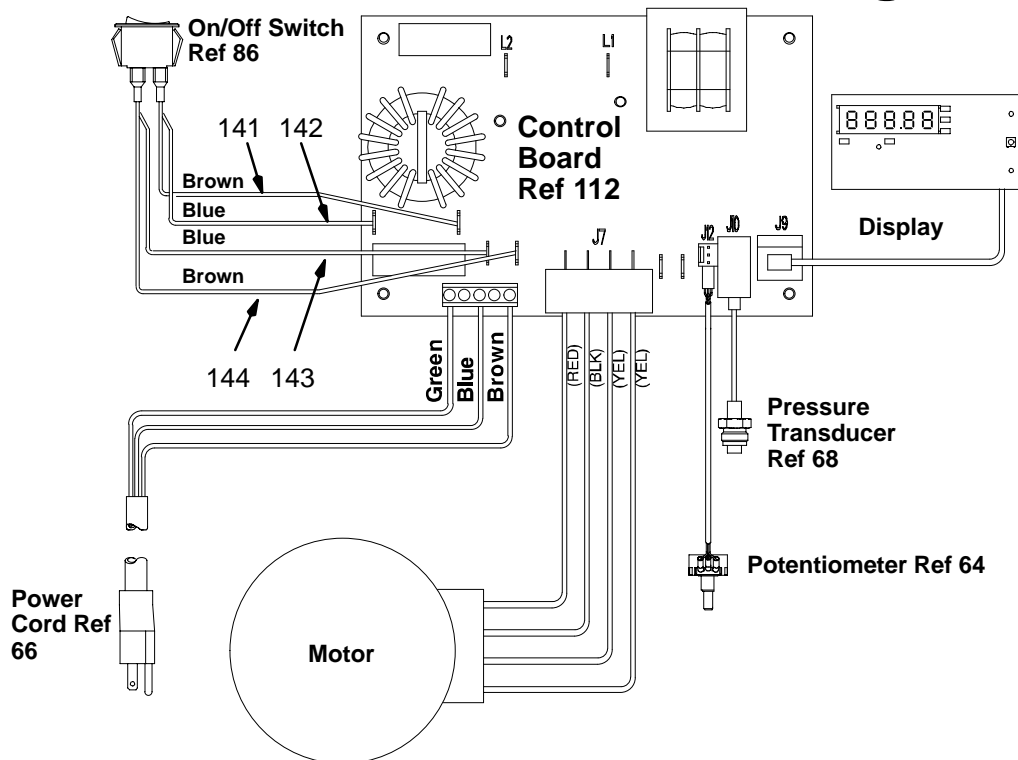 On/Off Switch
Ref 86
L2
L1
141
142
Control
Board
Ref 112
888.88
Brown
Blue
Blue
Brown
Display
J7
J12
J10
J9
144
143
Green
Blue
Brown
(RED)
(BLK)
(YEL)
(YEL)
Pressure
Transducer
Ref 68
Potentiometer Ref 64
Power
Cord Ref
66
Motor